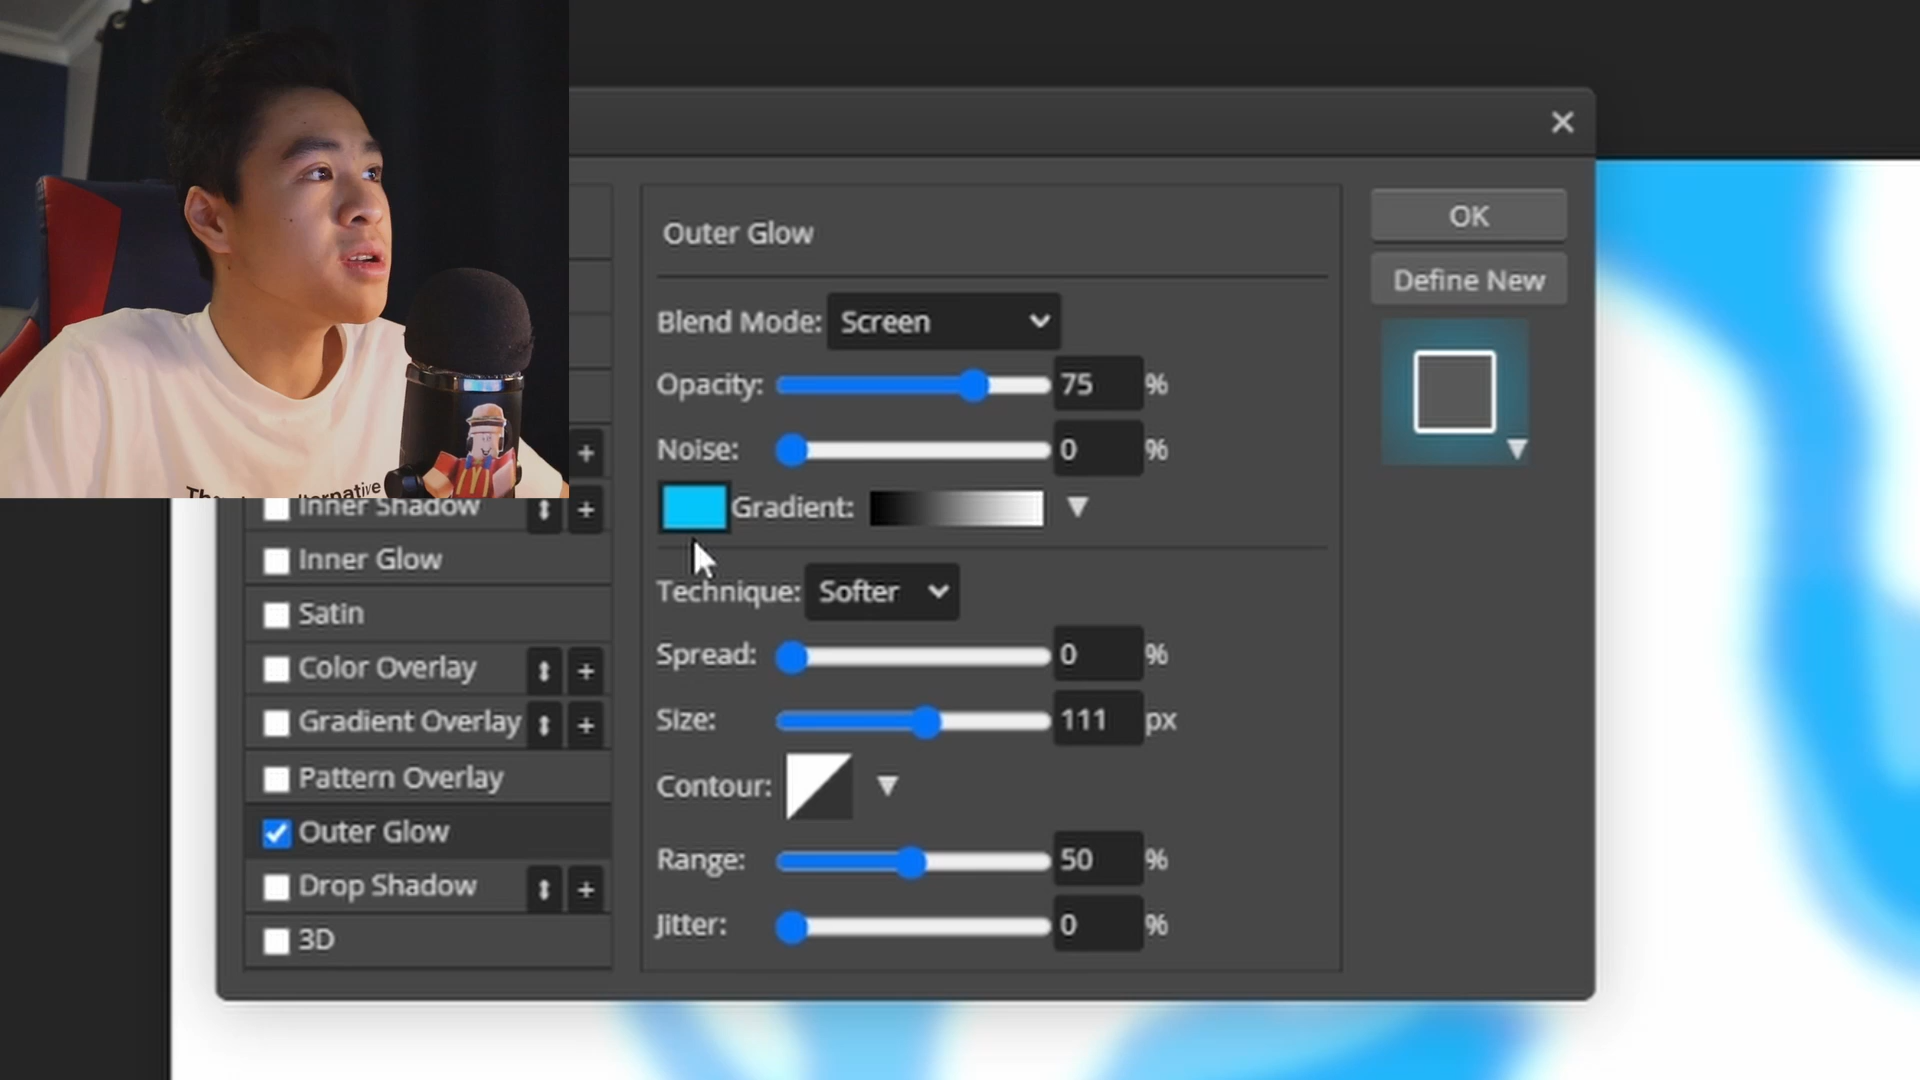 OK
Define New
Outer Glow
Blend Mode: Screen
Opacity: 75 %
Noise: 0 %
Gradient:
Technique: Softer
Spread: 0 %
Size: 111 px
Contour:
Range: 50 %
Jitter: 0 %
+
Inner Shadow +
Inner Glow
Satin
Color Overlay +
Gradient Overlay +
Pattern Overlay
Outer Glow
Drop Shadow +
3D